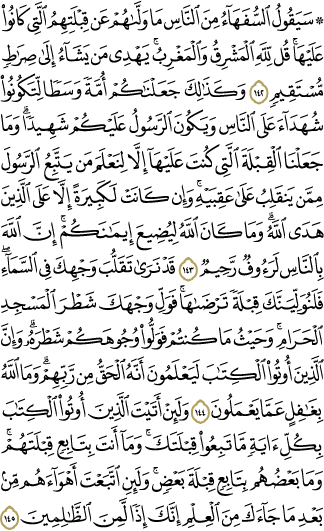 ۞ سَيَقُولُ ٱلسُّفَهَآءُ مِنَ ٱلنَّاسِ مَا وَلَّىٰهُمْ عَن قِبْلَتِهِمُ ٱلَّتِى كَانُوا۟
عَلَيْهَا ۚ قُل لِّلَّهِ ٱلْمَشْرِقُ وَٱلْمَغْرِبُ ۚ يَهْدِى مَن يَشَآءُ إِلَىٰ صِرَٰطٍ
مُّسْتَقِيمٍ ١٤٢ وَكَذَٰلِكَ جَعَلْنَـٰكُمْ أُمَّةً وَسَطًا لِّتَكُونُوا۟
شُهَدَآءَ عَلَى ٱلنَّاسِ وَيَكُونَ ٱلرَّسُولُ عَلَيْكُمْ شَهِيدًا ۗ وَمَا
جَعَلْنَا ٱلْقِبْلَةَ ٱلَّتِى كُنتَ عَلَيْهَآ إِلَّا لِنَعْلَمَ مَن يَتَّبِعُ ٱلرَّسُولَ
مِمَّن يَنقَلِبُ عَلَىٰ عَقِبَيْهِ ۚ وَإِن كَانَتْ لَكَبِيرَةً إِلَّا عَلَى ٱلَّذِينَ
هَدَى ٱللَّهُ ۗ وَمَا كَانَ ٱللَّهُ لِيُضِيعَ إِيمَـٰنَكُمْ ۚ إِنَّ ٱللَّهَ
بِٱلنَّاسِ لَرَءُوفٌ رَّحِيمٌ ١٤٣ قَدْ نَرَىٰ تَقَلُّبَ وَجْهِكَ فِى ٱلسَّمَآءِ ۖ
فَلَنُوَلِّيَنَّكَ قِبْلَةً تَرْضَىٰهَا ۚ فَوَلِّ وَجْهَكَ شَطْرَ ٱلْمَسْجِدِ
ٱلْحَرَامِ ۚ وَحَيْثُ مَا كُنتُمْ فَوَلُّوا۟ وُجُوهَكُمْ شَطْرَهُۥ ۗ وَإِنَّ
ٱلَّذِينَ أُوتُوا۟ ٱلْكِتَـٰبَ لَيَعْلَمُونَ أَنَّهُ ٱلْحَقُّ مِن رَّبِّهِمْ ۗ وَمَا ٱللَّهُ
بِغَـٰفِلٍ عَمَّا يَعْمَلُونَ ١٤٤ وَلَئِنْ أَتَيْتَ ٱلَّذِينَ أُوتُوا۟ ٱلْكِتَـٰبَ
بِكُلِّ ءَايَةٍ مَّا تَبِعُوا۟ قِبْلَتَكَ ۚ وَمَآ أَنتَ بِتَابِعٍ قِبْلَتَهُمْ ۚ
وَمَا بَعْضُهُم بِتَابِعٍ قِبْلَةَ بَعْضٍ ۚ وَلَئِنِ ٱتَّبَعْتَ أَهْوَآءَهُم مِّنۢ
بَعْدِ مَا جَآءَكَ مِنَ ٱلْعِلْمِ ۙ إِنَّكَ إِذًا لَّمِنَ ٱلظَّـٰلِمِينَ ١٤٥